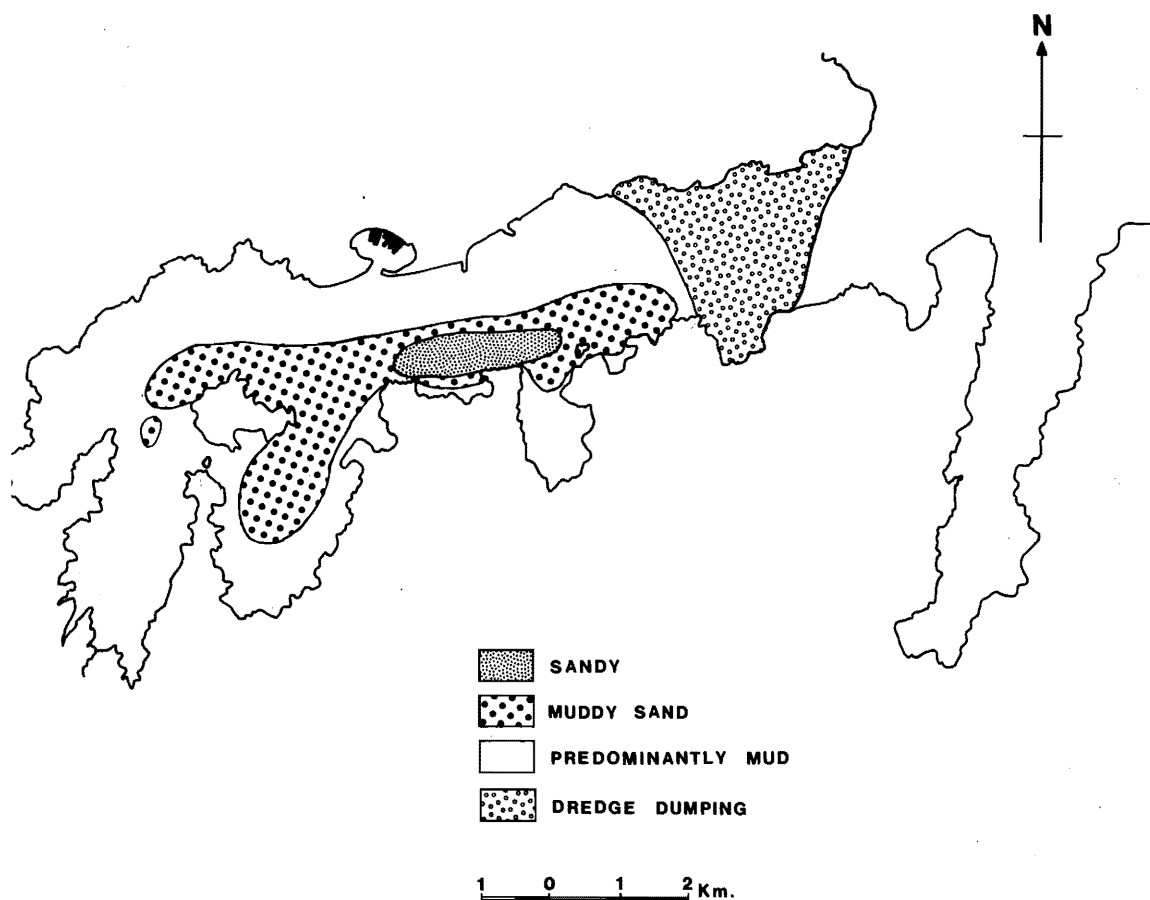 N
SANDY
MUDDY SAND
PREDOMINANTLY MUD
DREDGE DUMPING
1 0 1 2 Km.